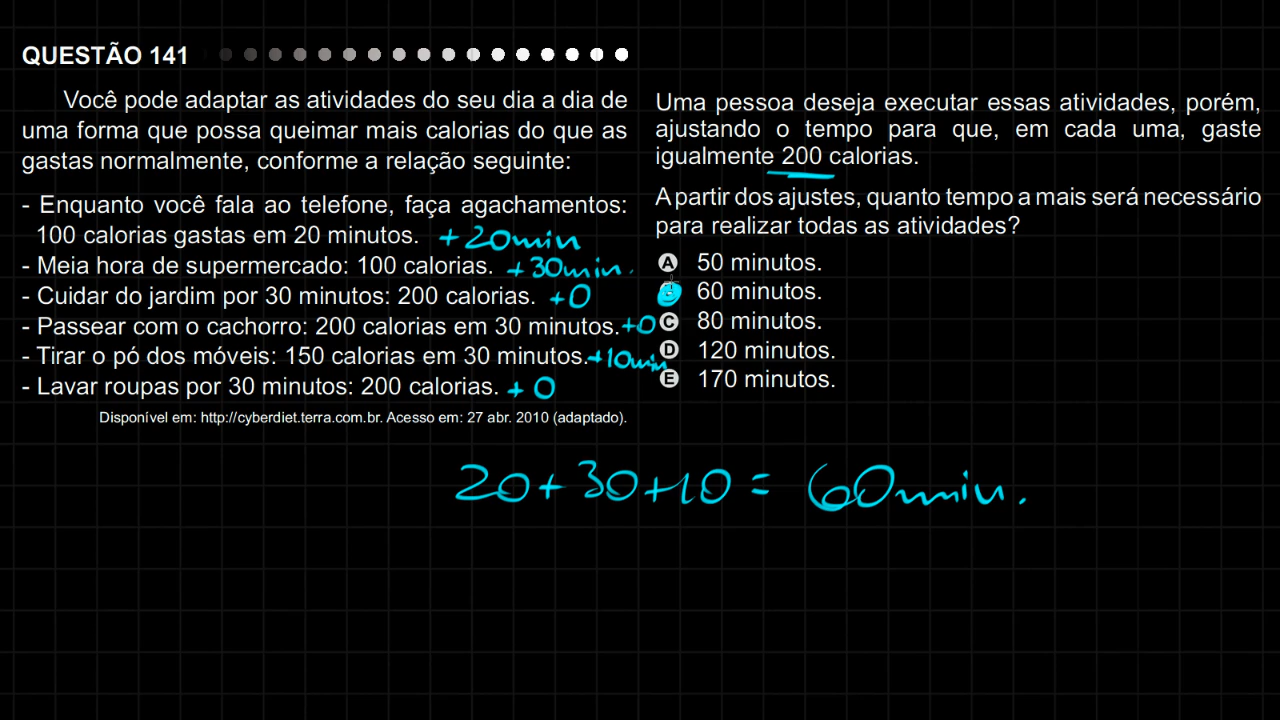 QUESTÃO 141
Você pode adaptar as atividades do seu dia a dia de
uma forma que possa queimar mais calorias do que as
gastas normalmente, conforme a relação seguinte:
- Enquanto você fala ao telefone, faça agachamentos:
100 calorias gastas em 20 minutos. +20min
- Meia hora de supermercado: 100 calorias. +30min.
- Cuidar do jardim por 30 minutos: 200 calorias. +0
- Passear com o cachorro: 200 calorias em 30 minutos. +0
- Tirar o pó dos móveis: 150 calorias em 30 minutos. +10min
- Lavar roupas por 30 minutos: 200 calorias. +0
Disponível em: http://cyberdiet.terra.com.br. Acesso em: 27 abr. 2010 (adaptado).
Uma pessoa deseja executar essas atividades, porém,
ajustando o tempo para que, em cada uma, gaste
igualmente 200 calorias.
A partir dos ajustes, quanto tempo a mais será necessário
para realizar todas as atividades?
A 50 minutos.
60 minutos.
C 80 minutos.
D 120 minutos.
E 170 minutos.
20+30+10 = 60min.